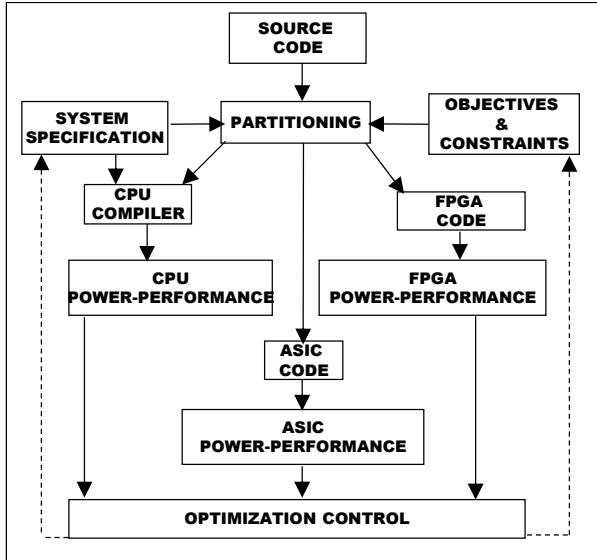 SOURCE
CODE
SYSTEM
SPECIFICATION
PARTITIONING
OBJECTIVES
&
CONSTRAINTS
CPU
COMPILER
FPGA
CODE
CPU
POWER-PERFORMANCE
FPGA
POWER-PERFORMANCE
ASIC
CODE
ASIC
POWER-PERFORMANCE
OPTIMIZATION CONTROL